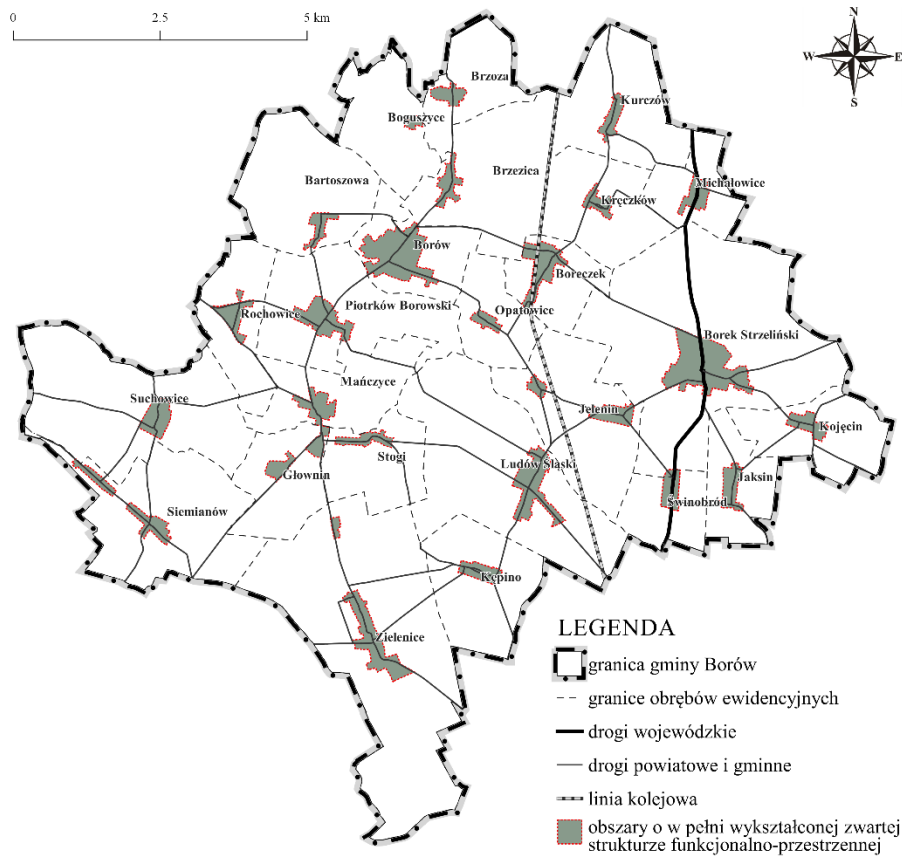 0 2.5 5 km
N
W E
S
Brzoza
Kurczów
Boguszyce
Brzezica
Bartoszowa
Michałowice
Kręczków
Borów
Boreczek
Piotrków Borowski
Opatowice
Rochowice
Borek Strzeliński
Mańczyce
Suchowice
Jelenin
Kojęcin
Stogi
Ludów Śląski
Głownin
Jaksin
Świnobród
Siemianów
Kępino
Zielenice
LEGENDA
granica gminy Borów
granice obrębów ewidencyjnych
drogi wojewódzkie
drogi powiatowe i gminne
linia kolejowa
obszary o w pełni wykształconej zwartej
strukturze funkcjonalno-przestrzennej